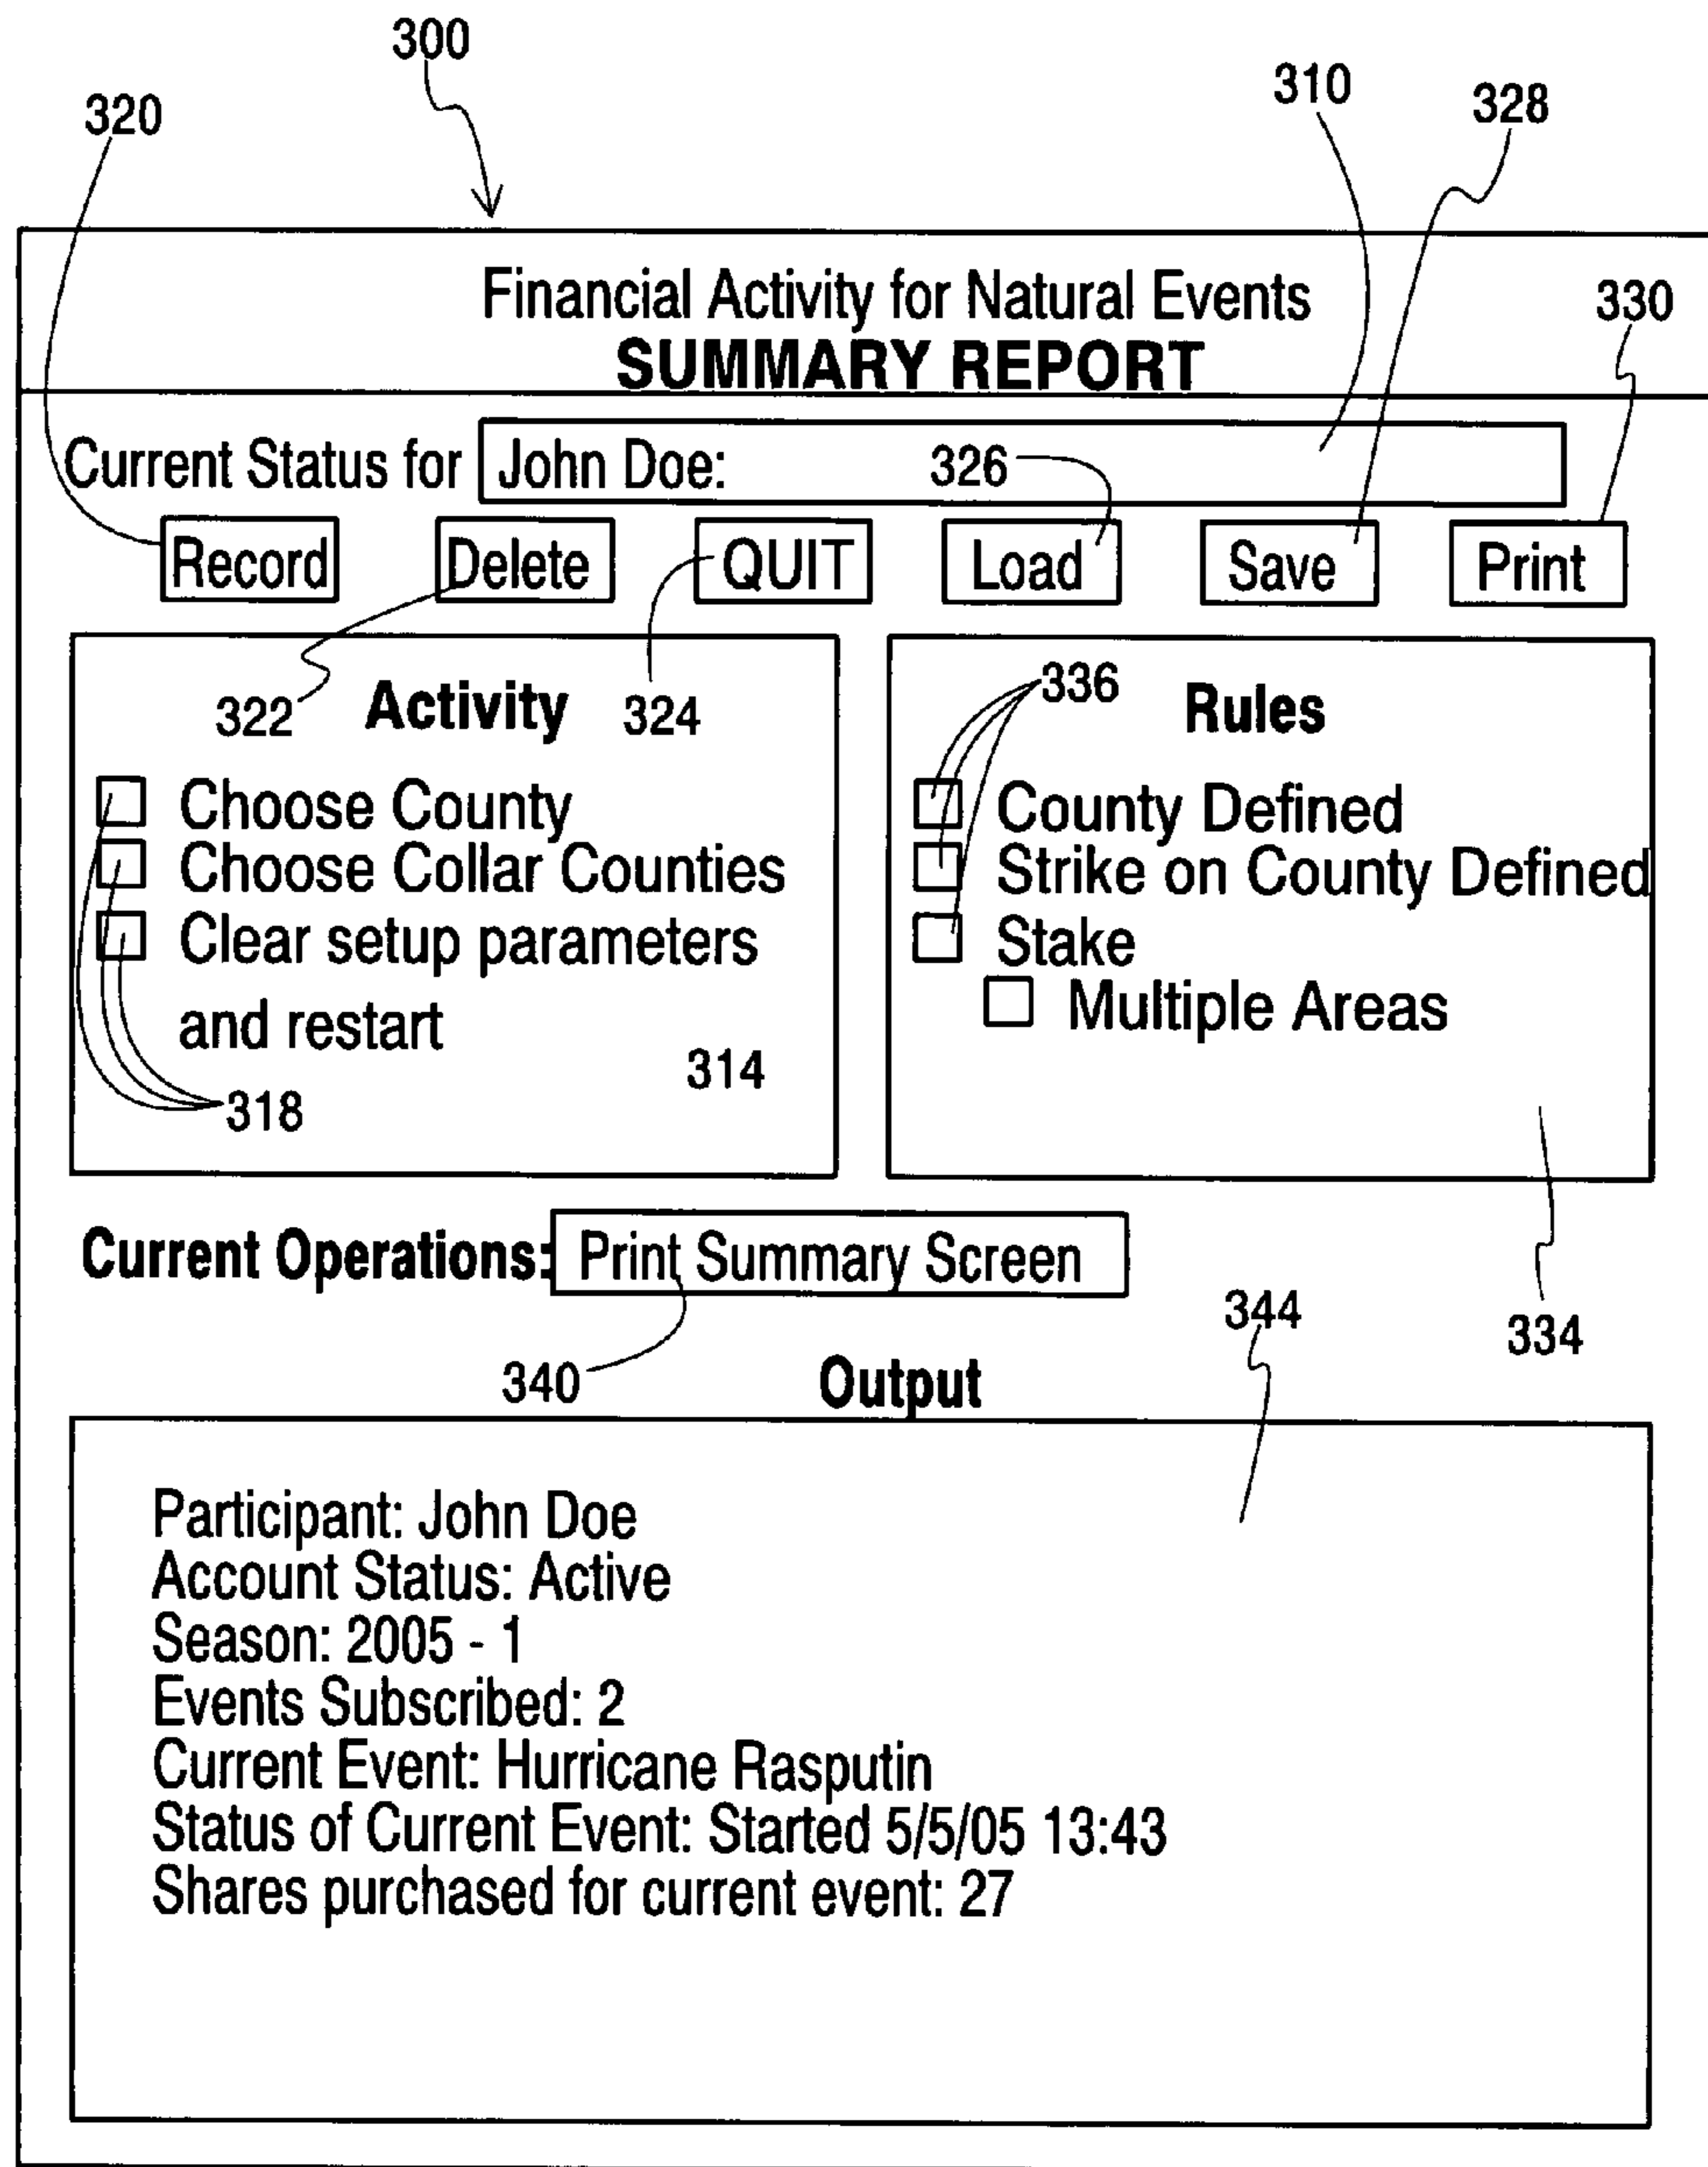 300
310
328
320
Financial Activity for Natural Events
330
SUMMARY REPORT
Current Status for John Doe:
326
Record Delete QUIT Load Save Print
322 Activity 324
Choose County
Choose Collar Counties
Clear setup parameters
and restart
314
318
336
Rules
County Defined
Strike on County Defined
Stake
Multiple Areas
Current Operations: Print Summary Screen
344
334
340
Output
Participant: John Doe
Account Status: Active
Season: 2005 - 1
Events Subscribed: 2
Current Event: Hurricane Rasputin
Status of Current Event: Started 5/5/05 13:43
Shares purchased for current event: 27